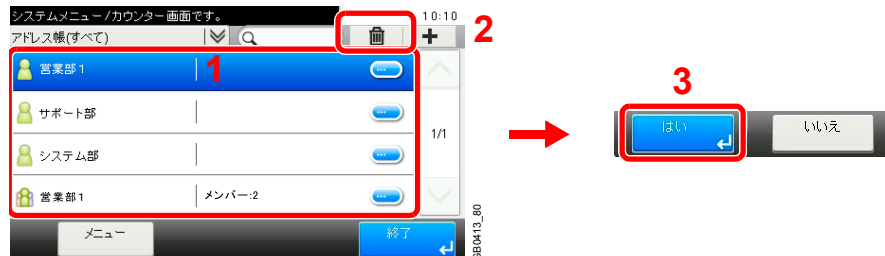 システムメニュー/カウンター画面です。
10:10
アドレス帳(すべて)
2
1
営業部1
サポート部
1/1
システム部
営業部1
メンバー:2
メニュー
終了
GB0413_80
3
はい
いいえ